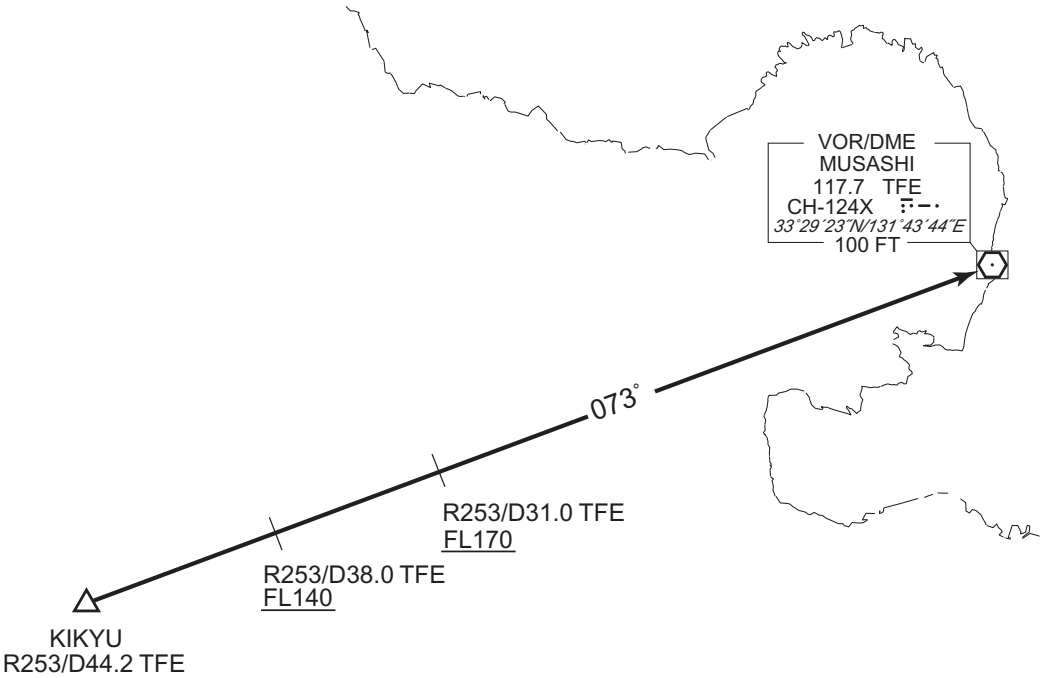 VOR/DME
MUSASHI
117.7 TFE
CH-124X
33°29′23″N/131°43′44″E
100 FT
073°
R253/D31.0 TFE
FL170
R253/D38.0 TFE
FL140
KIKYU
R253/D44.2 TFE